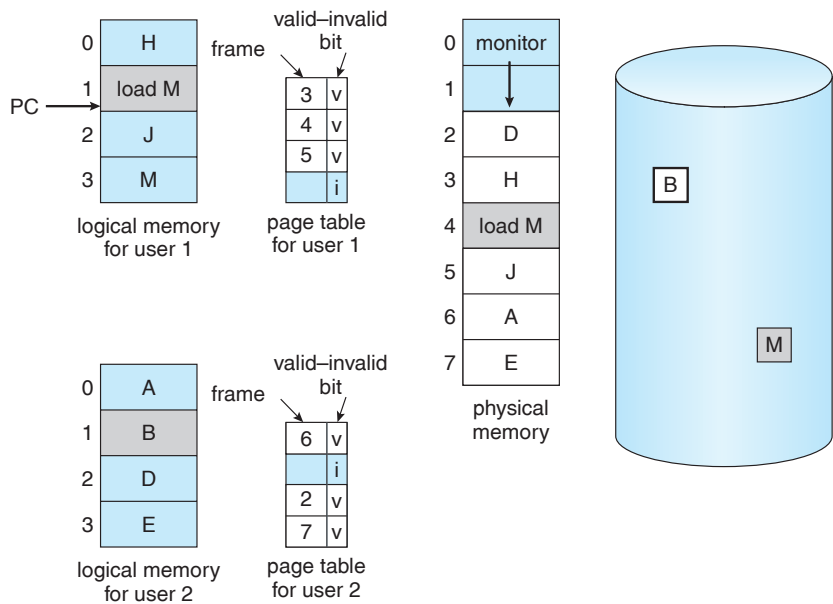 0 H
1 load M
PC
2 J
3 M
logical memory
for user 1
valid–invalid
bit
frame
3 v
4 v
5 v
i
page table
for user 1
0 monitor
1
2 D
3 H
4 load M
5 J
6 A
7 E
physical
memory
B
M
0 A
1 B
2 D
3 E
logical memory
for user 2
valid–invalid
bit
frame
6 v
i
2 v
7 v
page table
for user 2